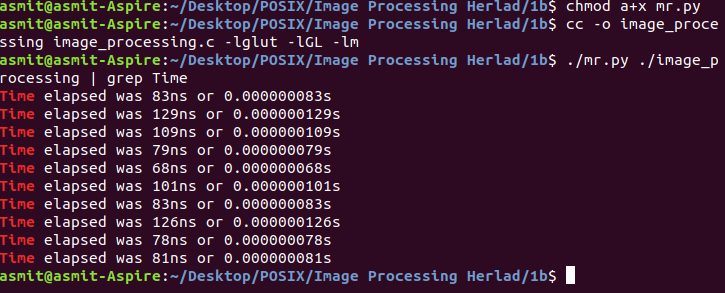 asmit@asmit-Aspire:~/Desktop/POSIX/Image Processing Herlad/1b$ chmod a+x mr.py
asmit@asmit-Aspire:~/Desktop/POSIX/Image Processing Herlad/1b$ cc -o image_proce
ssing image_processing.c -lglut -lGL -lm
asmit@asmit-Aspire:~/Desktop/POSIX/Image Processing Herlad/1b$ ./mr.py ./image_p
rocessing | grep Time
Time elapsed was 83ns or 0.000000083s
Time elapsed was 129ns or 0.000000129s
Time elapsed was 109ns or 0.000000109s
Time elapsed was 79ns or 0.000000079s
Time elapsed was 68ns or 0.000000068s
Time elapsed was 101ns or 0.000000101s
Time elapsed was 83ns or 0.000000083s
Time elapsed was 126ns or 0.000000126s
Time elapsed was 78ns or 0.000000078s
Time elapsed was 81ns or 0.000000081s
asmit@asmit-Aspire:~/Desktop/POSIX/Image Processing Herlad/1b$